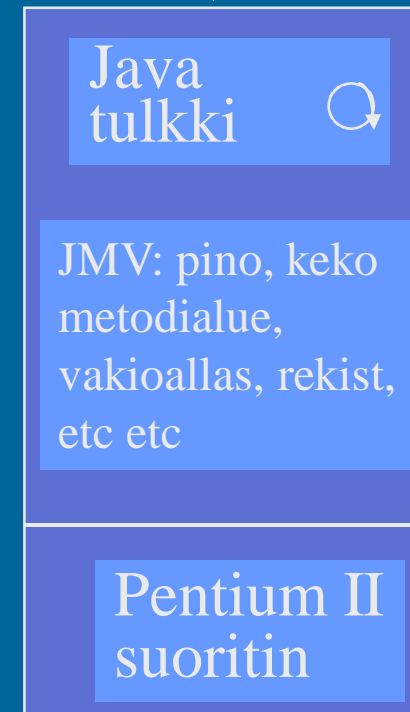 Java
tulkki
JMV: pino, keko
metodialue,
vakioallas, rekist,
etc etc
Pentium II
suoritin